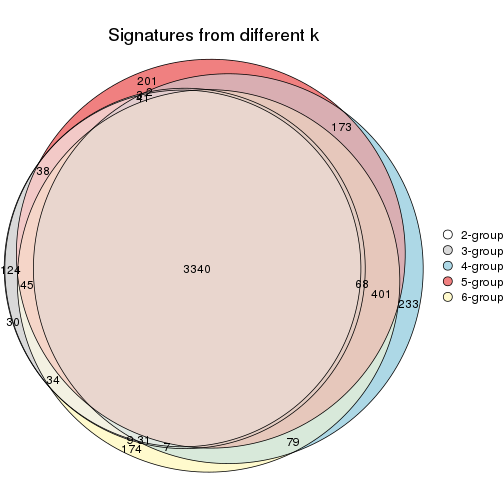 Signatures from different k
201
41
173
38
3340
124
45
68
401
233
30
34
9
31
7
174
79
2-group
3-group
4-group
5-group
6-group